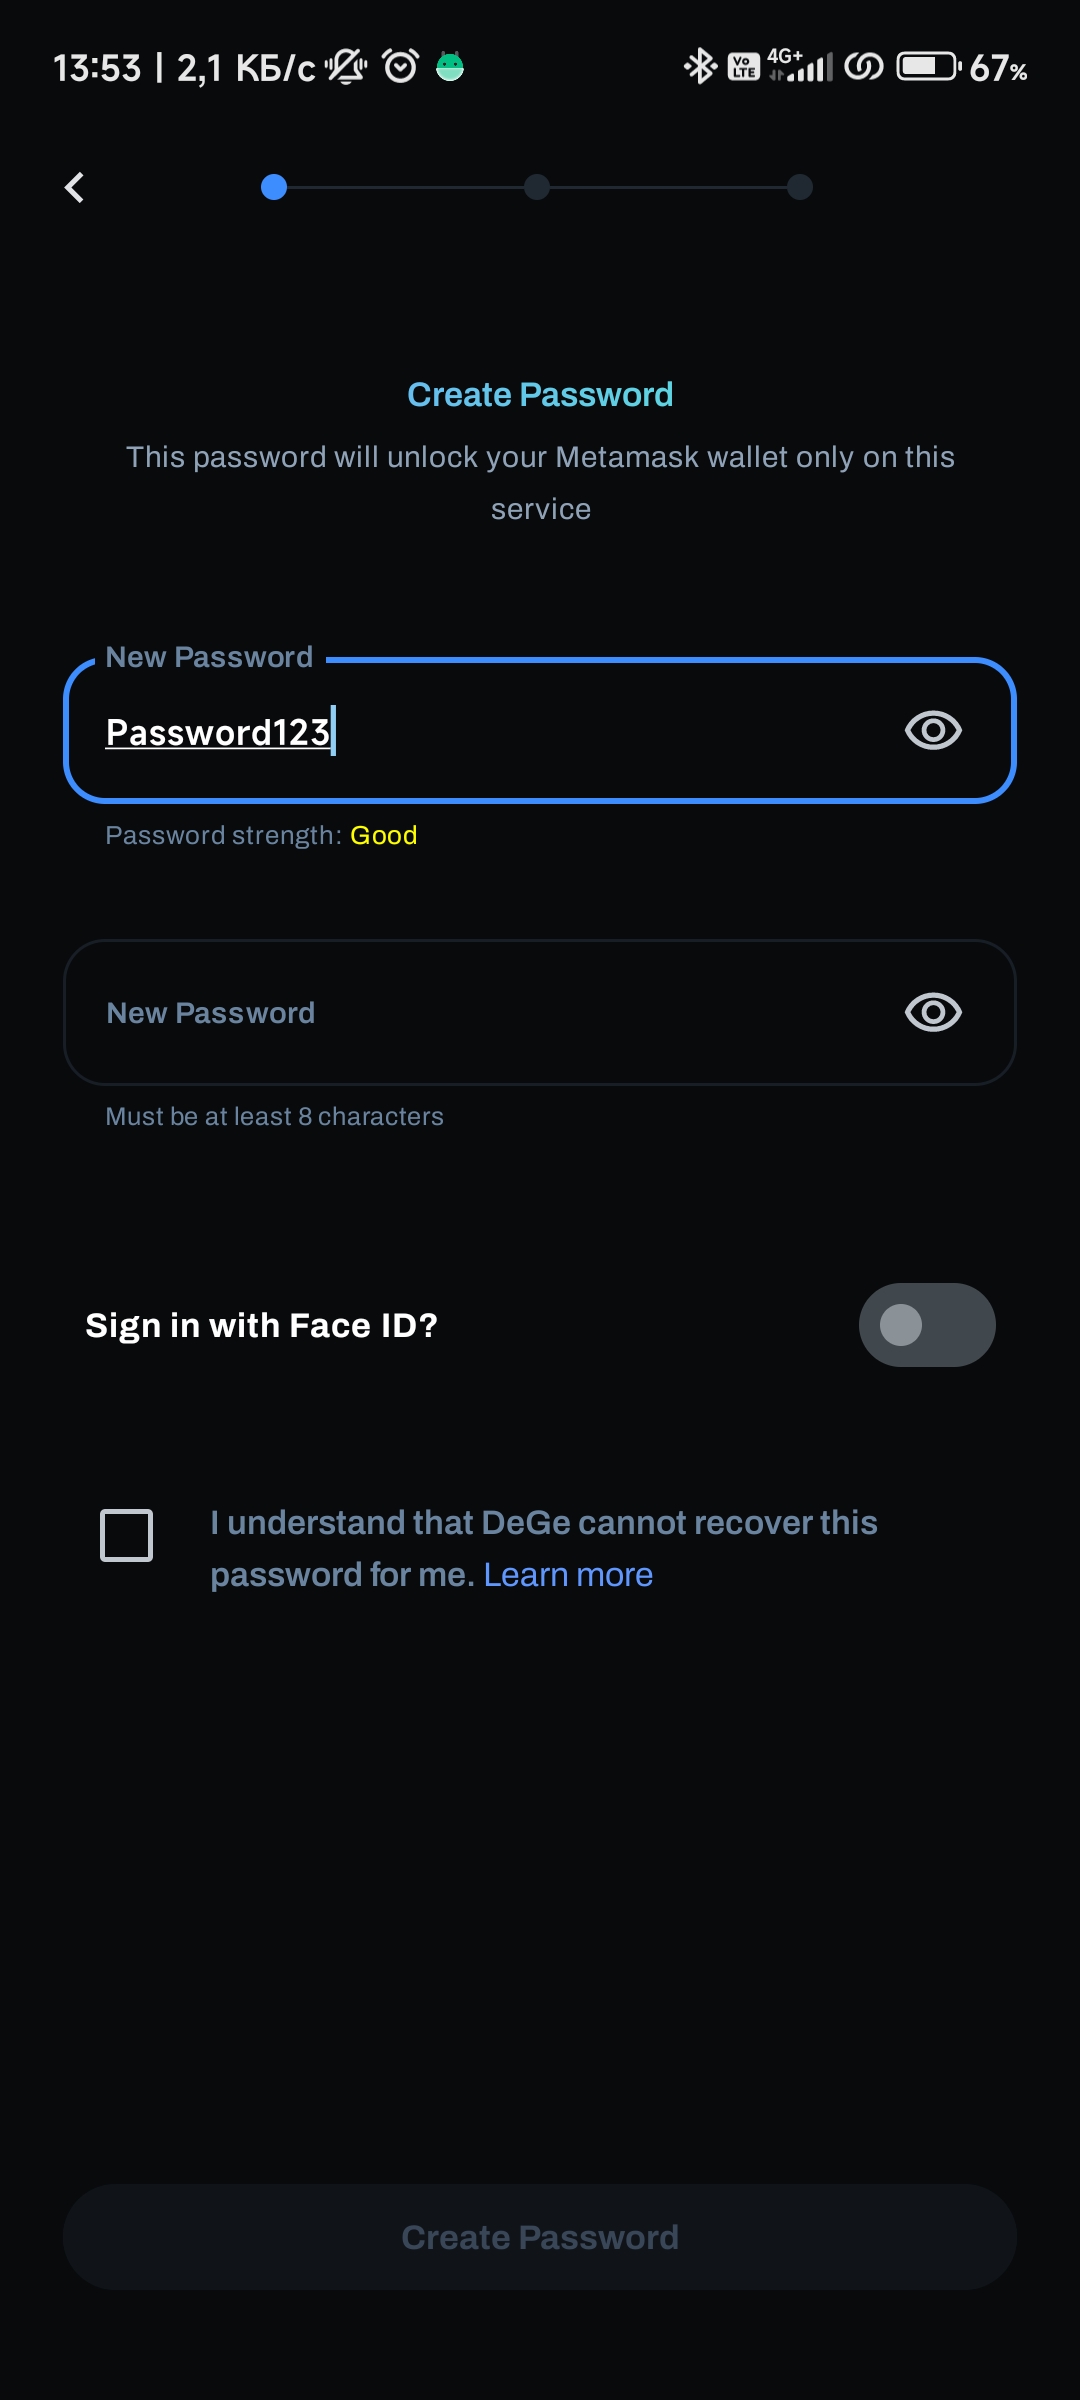 13:53 | 2,1 КБ/с Vo LTE 4G+ 67%
Create Password
This password will unlock your Metamask wallet only on this
service
New Password
Password123
Password strength: Good
New Password
Must be at least 8 characters
Sign in with Face ID?
I understand that DeGe cannot recover this
password for me. Learn more
Create Password